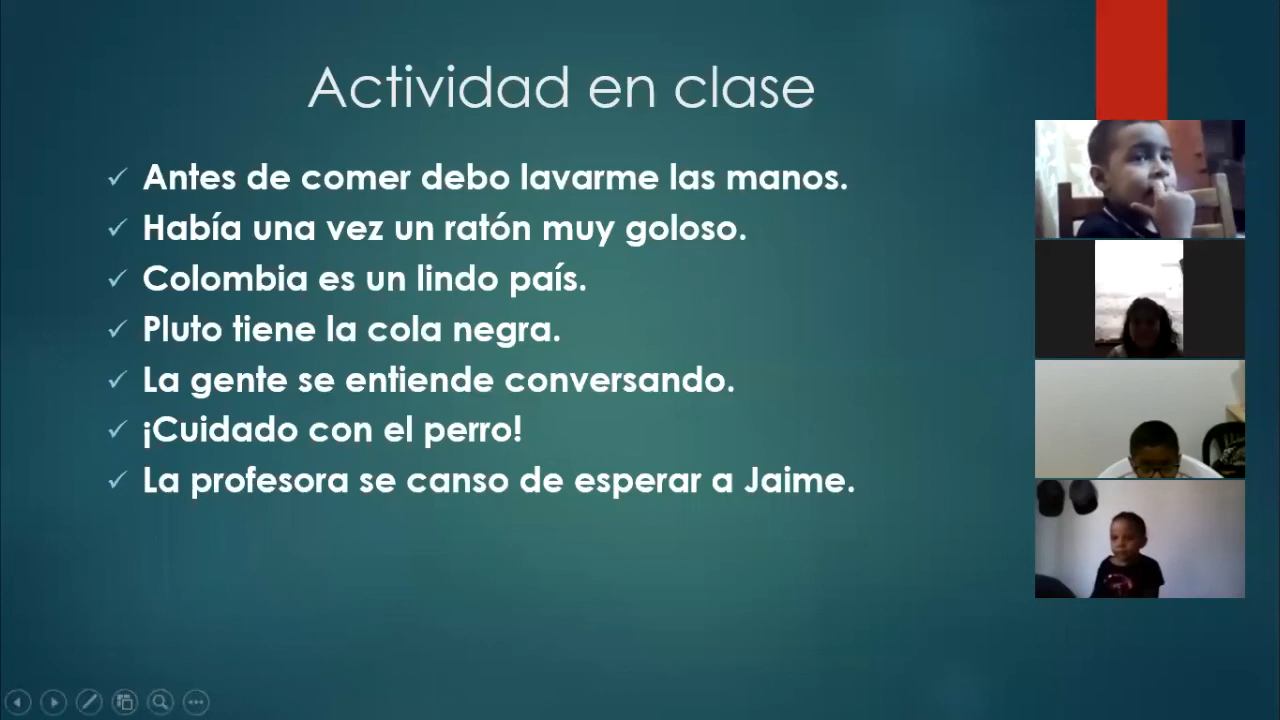 Actividad en clase
Antes de comer debo lavarme las manos.
Había una vez un ratón muy goloso.
Colombia es un lindo país.
Pluto tiene la cola negra.
La gente se entiende conversando.
¡Cuidado con el perro!
La profesora se canso de esperar a Jaime.